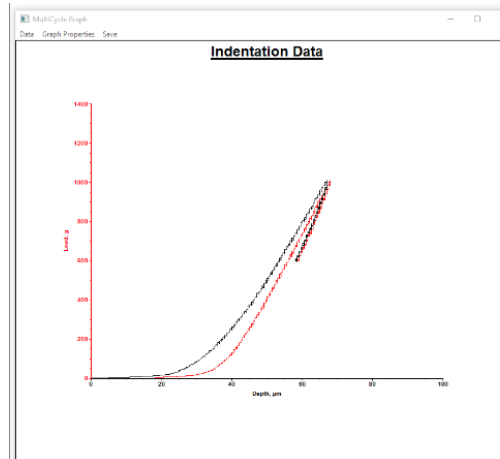 MultiCycle Graph
Data Graph Properties Save
Indentation Data
1400
1200
1000
800
600
400
200
0
Load, g
0 20 40 60 80 100
Depth, µm